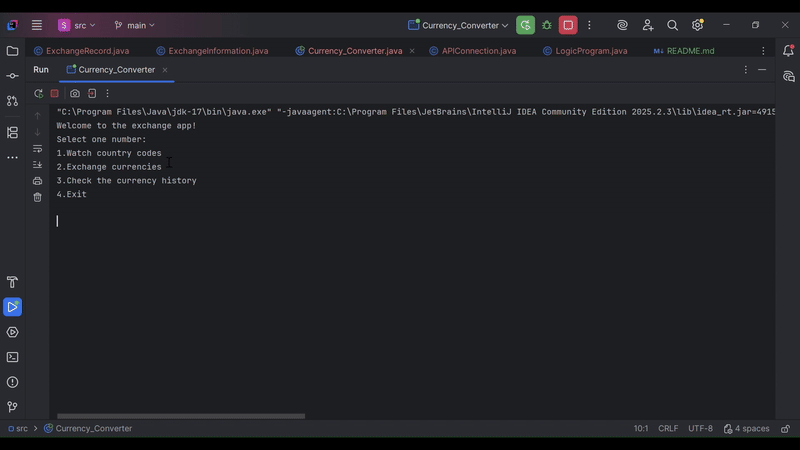 S src main Currency_Converter
ExchangeRecord.java ExchangeInformation.java Currency_Converter.java APIConnection.java LogicProgram.java M↓ README.md
Run Currency_Converter
"C:\Program Files\Java\jdk-17\bin\java.exe" "-javaagent:C:\Program Files\JetBrains\IntelliJ IDEA Community Edition 2025.2.3\lib\idea_rt.jar=4915
Welcome to the exchange app!
Select one number:
1.Watch country codes
2.Exchange currencies
3.Check the currency history
4.Exit
src > Currency_Converter 10:1 CRLF UTF-8 4 spaces